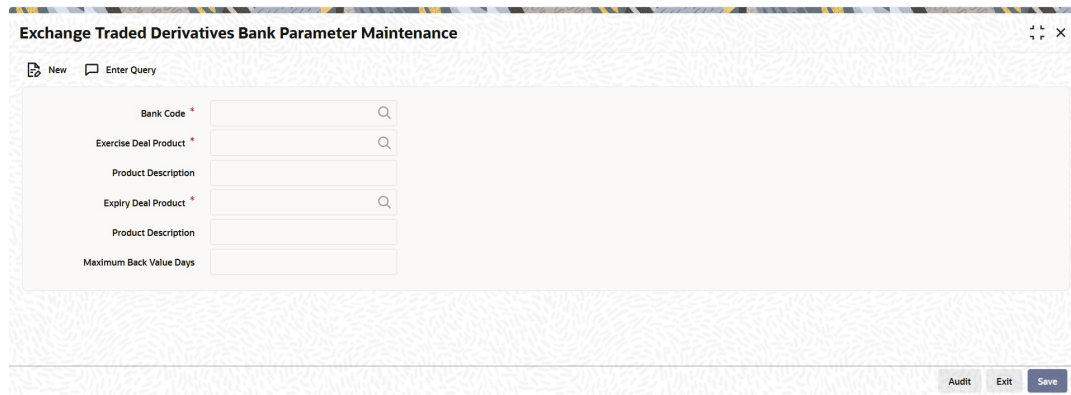 Exchange Traded Derivatives Bank Parameter Maintenance
New Enter Query
Bank Code *
Exercise Deal Product *
Product Description
Expiry Deal Product *
Product Description
Maximum Back Value Days
Audit Exit Save